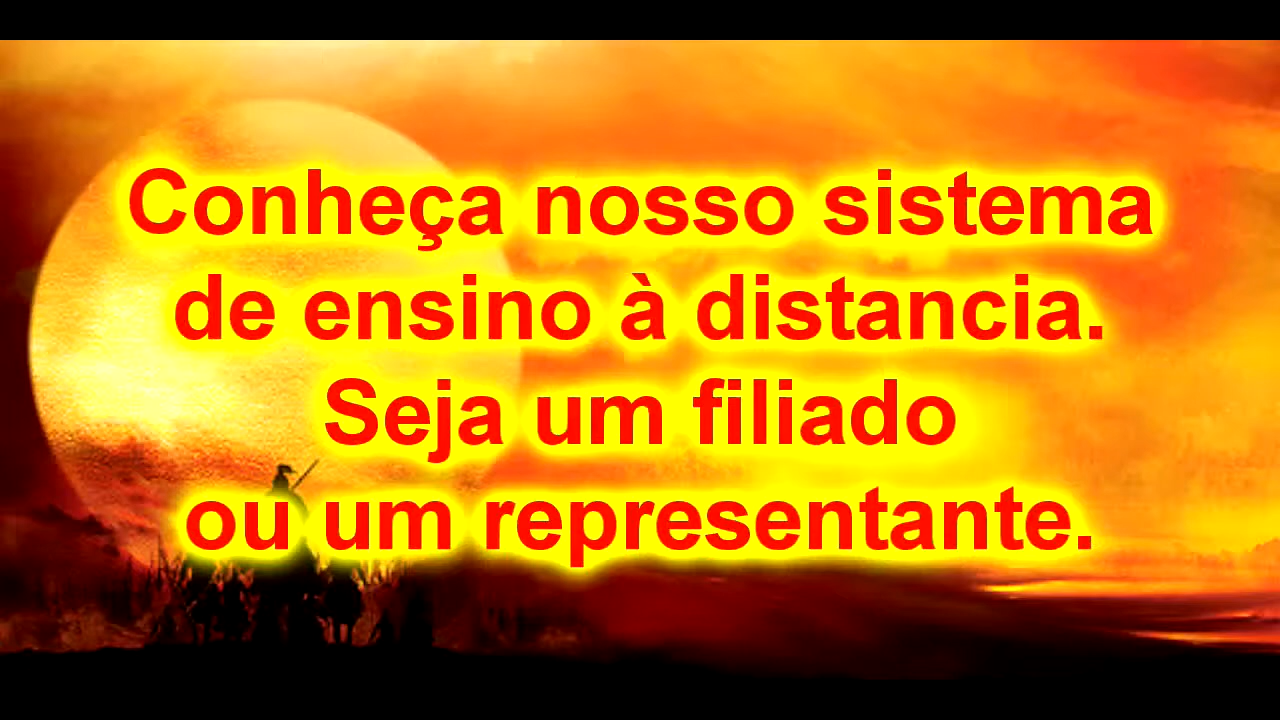 Conheça nosso sistema
de ensino à distancia.
Seja um filiado
ou um representante.